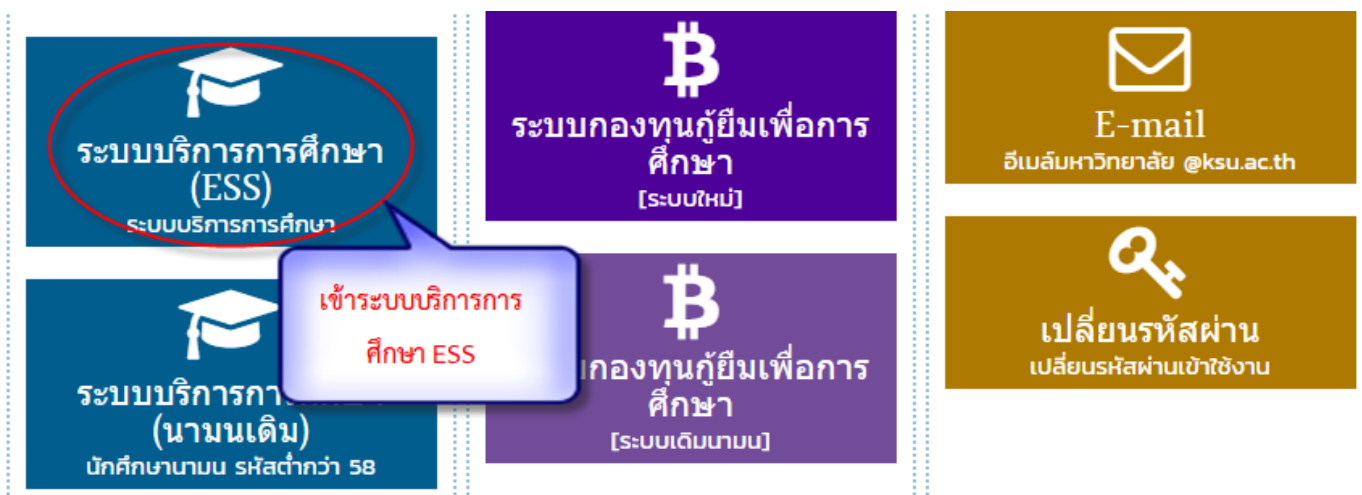 ระบบบริการการศึกษา
(ESS)
ระบบบริการการศึกษา
เข้าระบบบริการการ
ศึกษา ESS
ระบบบริการ
(นามนเดิม)
นักศึกษานามน รหัสต่ำกว่า 58
ระบบกองทุนกู้ยืมเพื่อการ
ศึกษา
[ระบบใหม่]
กองทุนกู้ยืมเพื่อการ
ศึกษา
[ระบบเดิมนามน]
E-mail
อีเมล์มหาวิทยาลัย @ksu.ac.th
เปลี่ยนรหัสผ่าน
เปลี่ยนรหัสผ่านเข้าใช้งาน